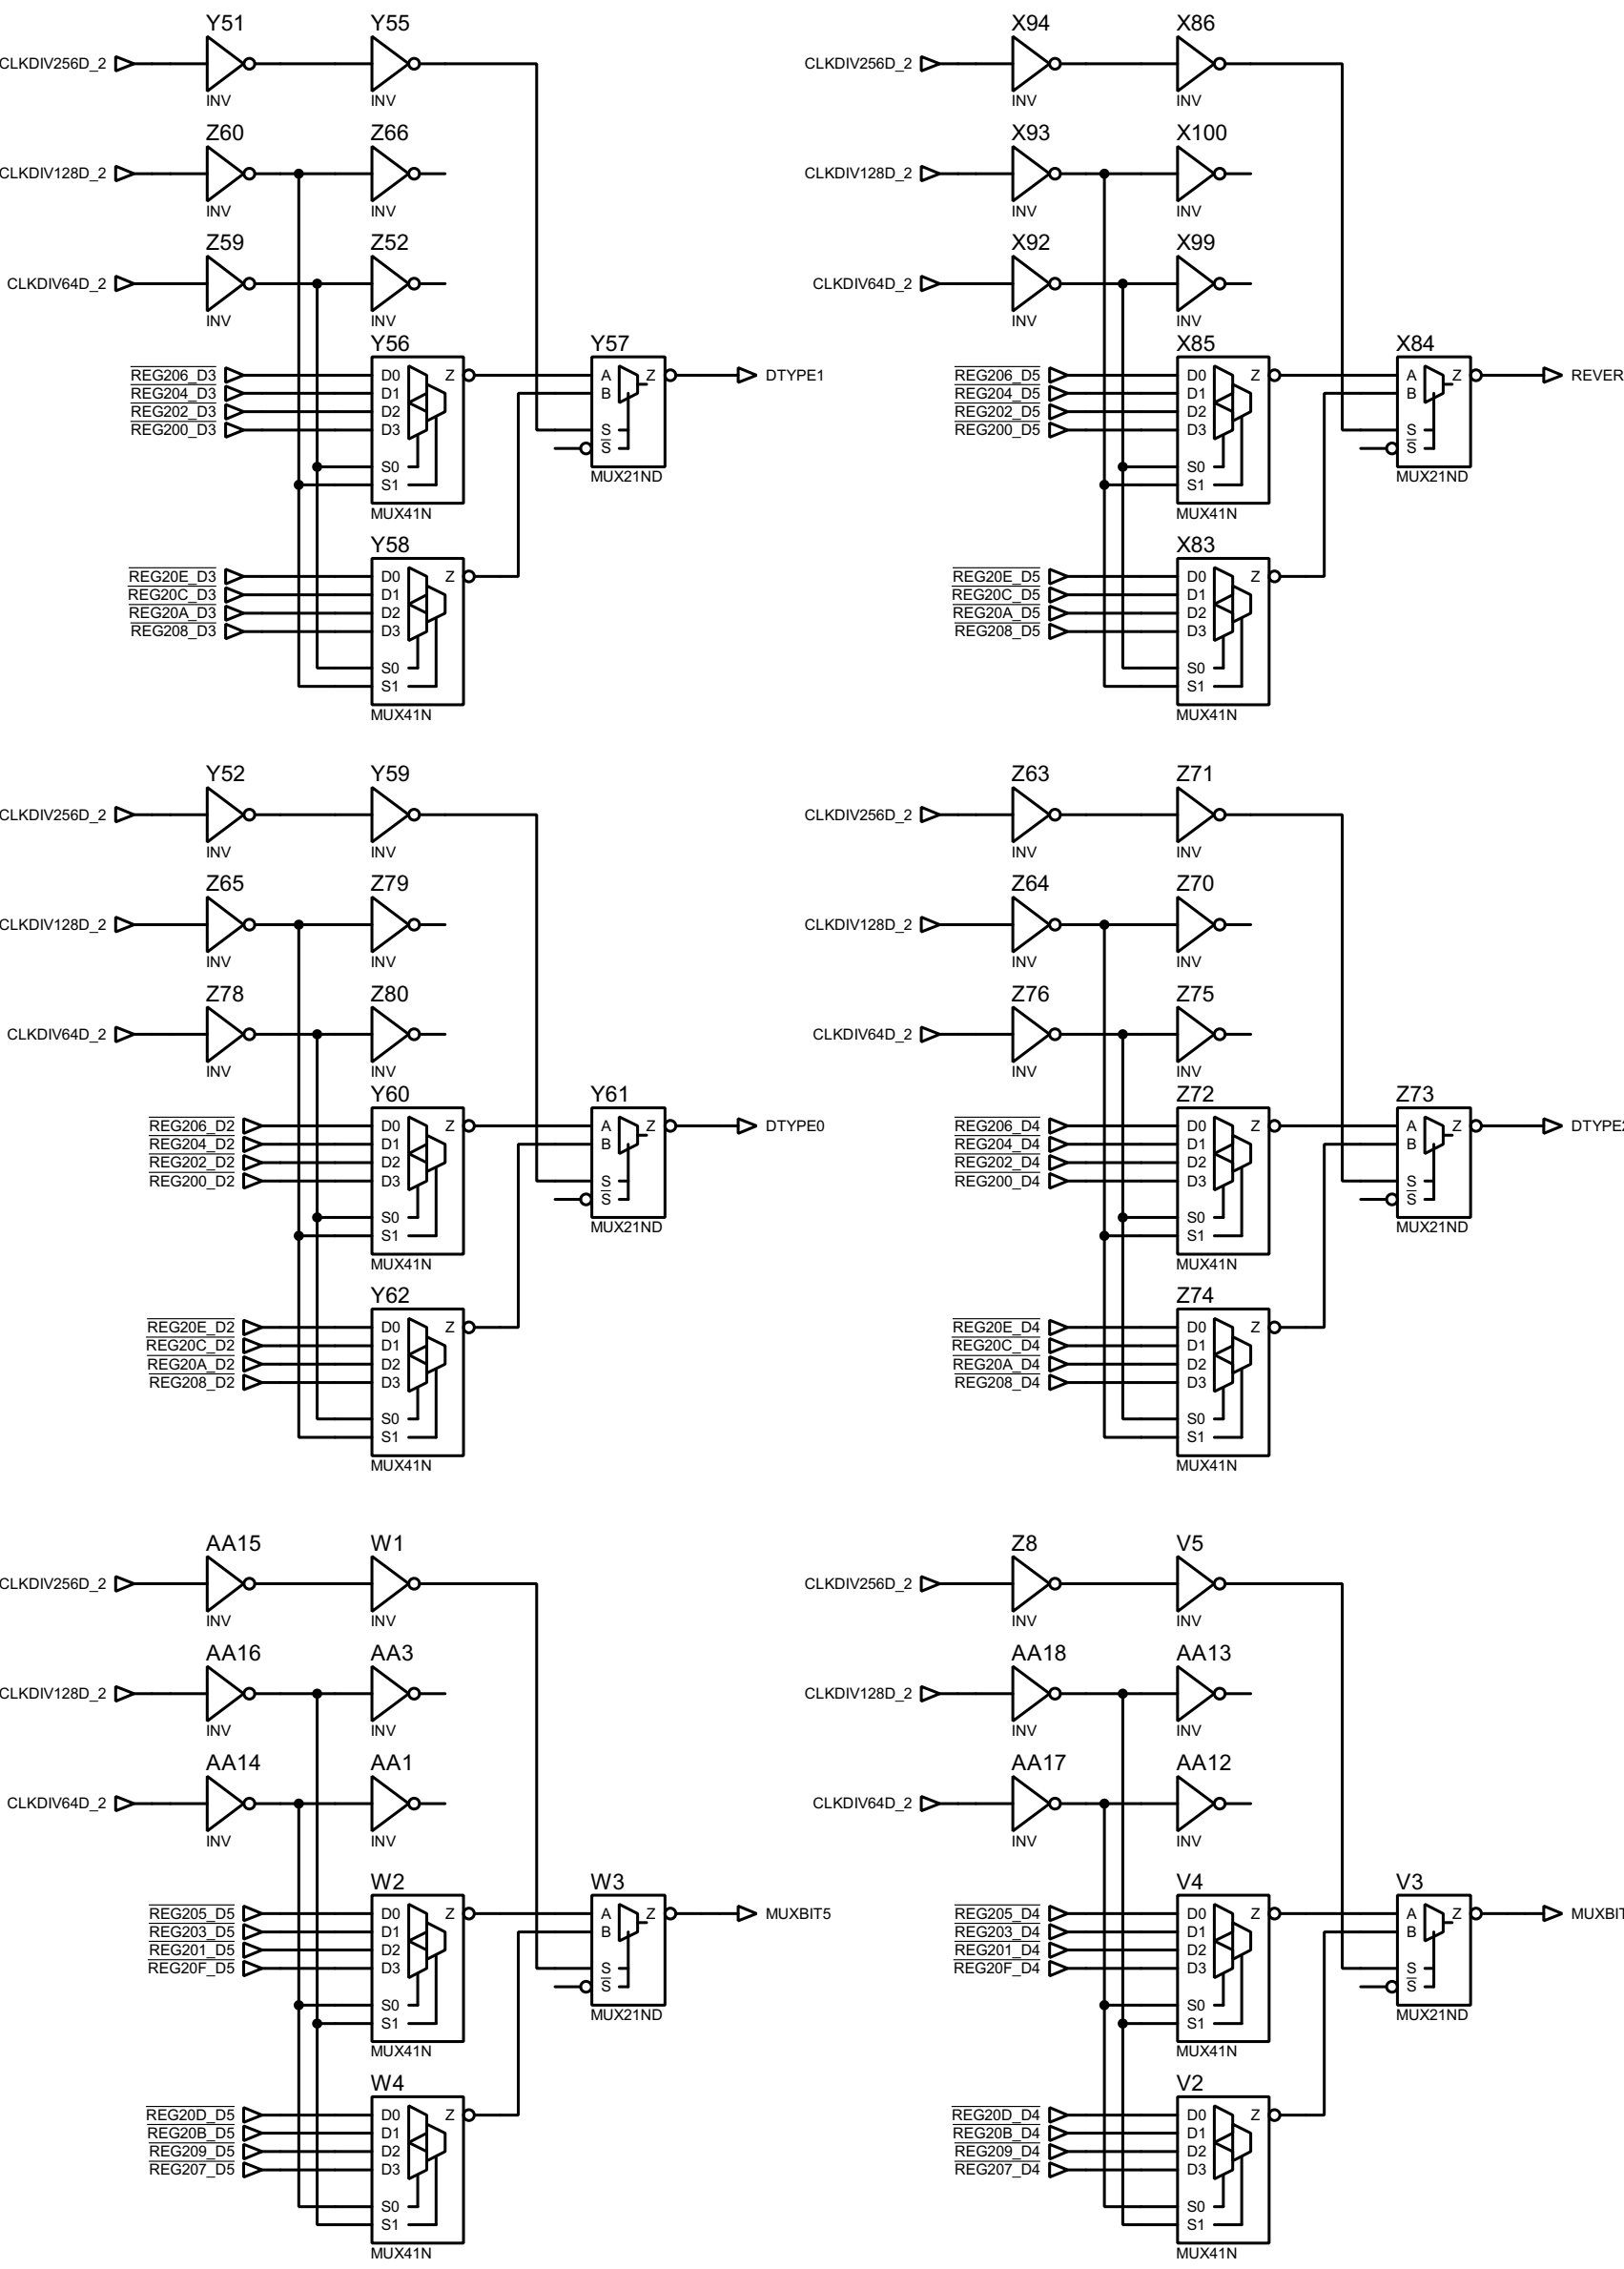 Y51 Y55 X94 X86
CLKDIV256D_2 CLKDIV256D_2
INV INV INV INV
Z60 Z66 X93 X100
CLKDIV128D_2 CLKDIV128D_2
INV INV INV INV
Z59 Z52 X92 X99
CLKDIV64D_2 CLKDIV64D_2
INV INV INV INV
Y56 Y57 X85 X84
REG206_D3 D0 Z A Z DTYPE1 REG206_D5 D0 Z A Z REVER
REG204_D3 D1 B REG204_D5 D1 B
REG202_D3 D2 REG202_D5 D2
REG200_D3 D3 S REG200_D5 D3 S
S S
S0 S0
MUX21ND MUX21ND
S1 S1
MUX41N MUX41N
Y58 X83
REG20E_D3 D0 Z REG20E_D5 D0 Z
REG20C_D3 D1 REG20C_D5 D1
REG20A_D3 D2 REG20A_D5 D2
REG208_D3 D3 REG208_D5 D3
S0 S0
S1 S1
MUX41N MUX41N
Y52 Y59 Z63 Z71
CLKDIV256D_2 CLKDIV256D_2
INV INV INV INV
Z65 Z79 Z64 Z70
CLKDIV128D_2 CLKDIV128D_2
INV INV INV INV
Z78 Z80 Z76 Z75
CLKDIV64D_2 CLKDIV64D_2
INV INV INV INV
Y60 Y61 Z72 Z73
REG206_D2 D0 Z A Z DTYPE0 REG206_D4 D0 Z A Z DTYPE2
REG204_D2 D1 B REG204_D4 D1 B
REG202_D2 D2 REG202_D4 D2
REG200_D2 D3 S REG200_D4 D3 S
S S
S0 S0
MUX21ND MUX21ND
S1 S1
MUX41N MUX41N
Y62 Z74
REG20E_D2 D0 Z REG20E_D4 D0 Z
REG20C_D2 D1 REG20C_D4 D1
REG20A_D2 D2 REG20A_D4 D2
REG208_D2 D3 REG208_D4 D3
S0 S0
S1 S1
MUX41N MUX41N
AA15 W1 Z8 V5
CLKDIV256D_2 CLKDIV256D_2
INV INV INV INV
AA16 AA3 AA18 AA13
CLKDIV128D_2 CLKDIV128D_2
INV INV INV INV
AA14 AA1 AA17 AA12
CLKDIV64D_2 CLKDIV64D_2
INV INV INV INV
W2 W3 V4 V3
REG205_D5 D0 Z A Z MUXBIT5 REG205_D4 D0 Z A Z MUXBIT
REG203_D5 D1 B REG203_D4 D1 B
REG201_D5 D2 REG201_D4 D2
REG20F_D5 D3 S REG20F_D4 D3 S
S S
S0 S0
MUX21ND MUX21ND
S1 S1
MUX41N MUX41N
W4 V2
REG20D_D5 D0 Z REG20D_D4 D0 Z
REG20B_D5 D1 REG20B_D4 D1
REG209_D5 D2 REG209_D4 D2
REG207_D5 D3 REG207_D4 D3
S0 S0
S1 S1
MUX41N MUX41N